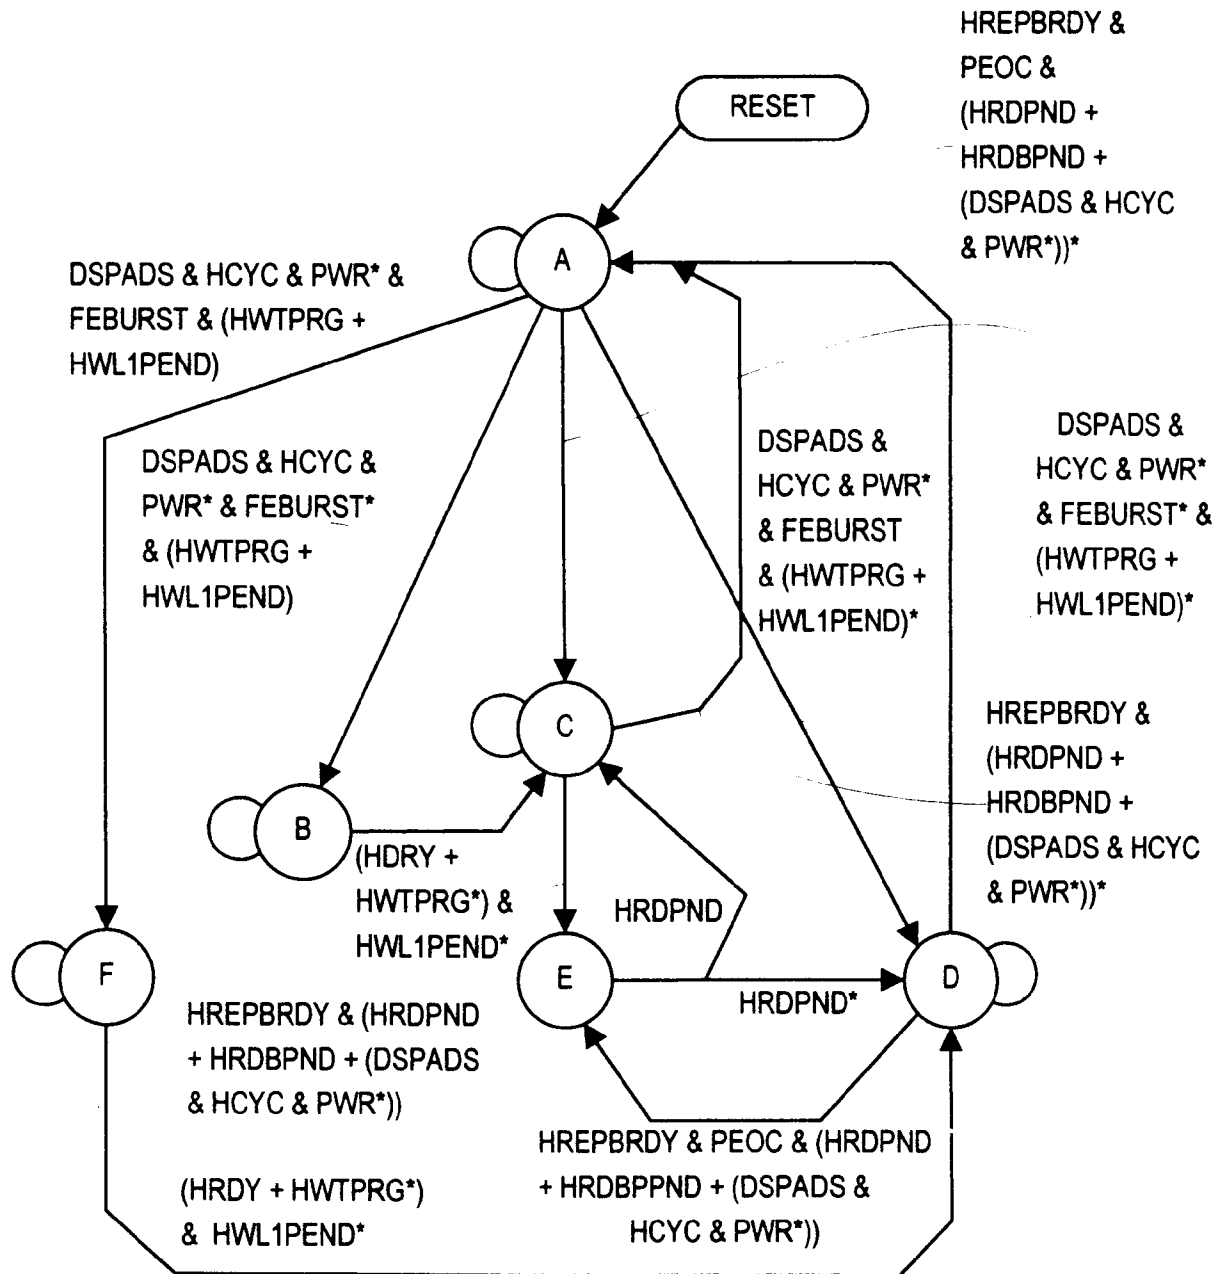 HREPBRDY &
PEOC &
(HRDPND +
HRDBPND +
(DSPADS & HCYC
& PWR*))*
RESET
A
DSPADS & HCYC & PWR* &
FEBURST & (HWTPRG +
HWL1PEND)
DSPADS & HCYC &
PWR* & FEBURST*
& (HWTPRG +
HWL1PEND)
DSPADS &
HCYC & PWR*
& FEBURST
& (HWTPRG +
HWL1PEND)*
DSPADS &
HCYC & PWR*
& FEBURST* &
(HWTPRG +
HWL1PEND)*
C
HREPBRDY &
(HRDPND +
HRDBPND +
(DSPADS & HCYC
& PWR*))*
B
(HDRY +
HWTPRG*) &
HWL1PEND*
HRDPND
F
E
D
HRDPND*
HREPBRDY & (HRDPND
+ HRDBPND + (DSPADS
& HCYC & PWR*))
HREPBRDY & PEOC & (HRDPND
+ HRDBPPND + (DSPADS &
HCYC & PWR*))
(HRDY + HWTPRG*)
& HWL1PEND*